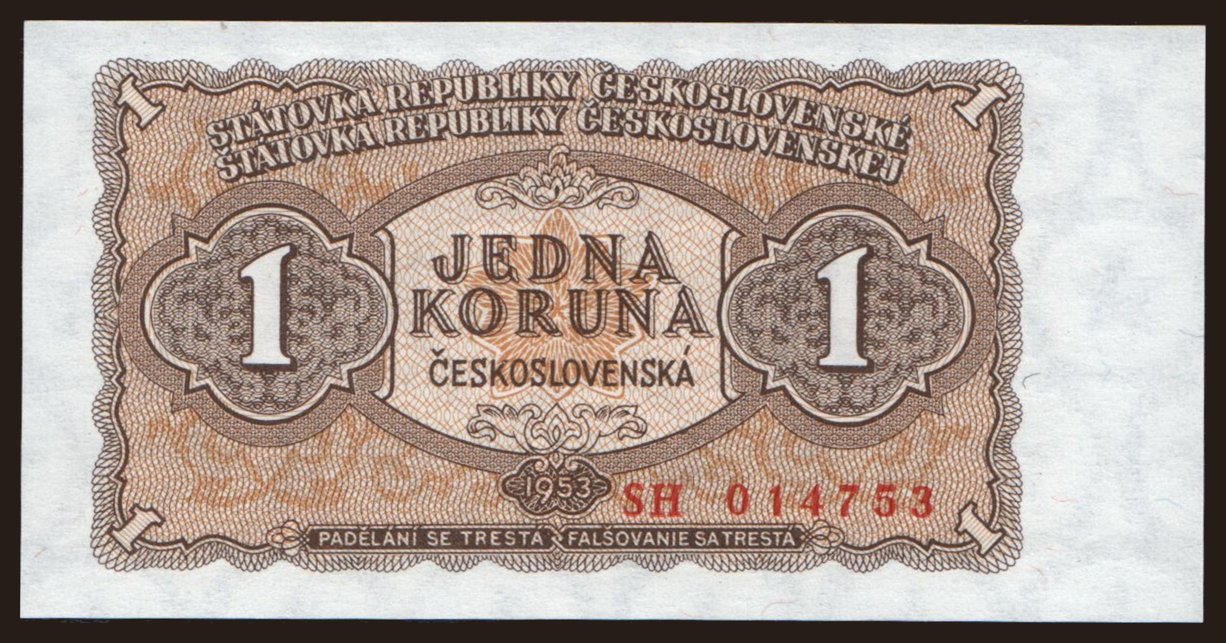 1 1
STÁTOVKA REPUBLIKY ČESKOSLOVENSKÉ
ŠTÁTOVKA REPUBLIKY ČESKOSLOVENSKEJ
1 JEDNA 1
KORUNA
ČESKOSLOVENSKÁ
1953 SH 014753
1 PADĚLÁNÍ SE TRESTÁ FALŠOVANIE SA TRESTÁ 1